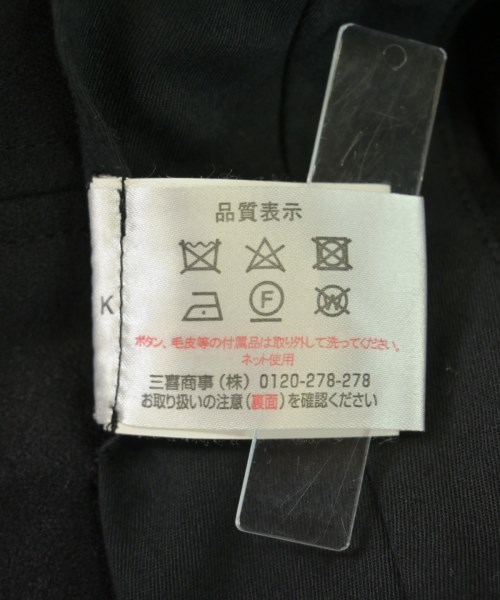 品質表示
F
W
K
ボタン、毛皮等の付属品は取り外して洗ってください。
ネット使用
三喜商事（株）0120-278-278
お取り扱いの注意（裏面）を確認ください